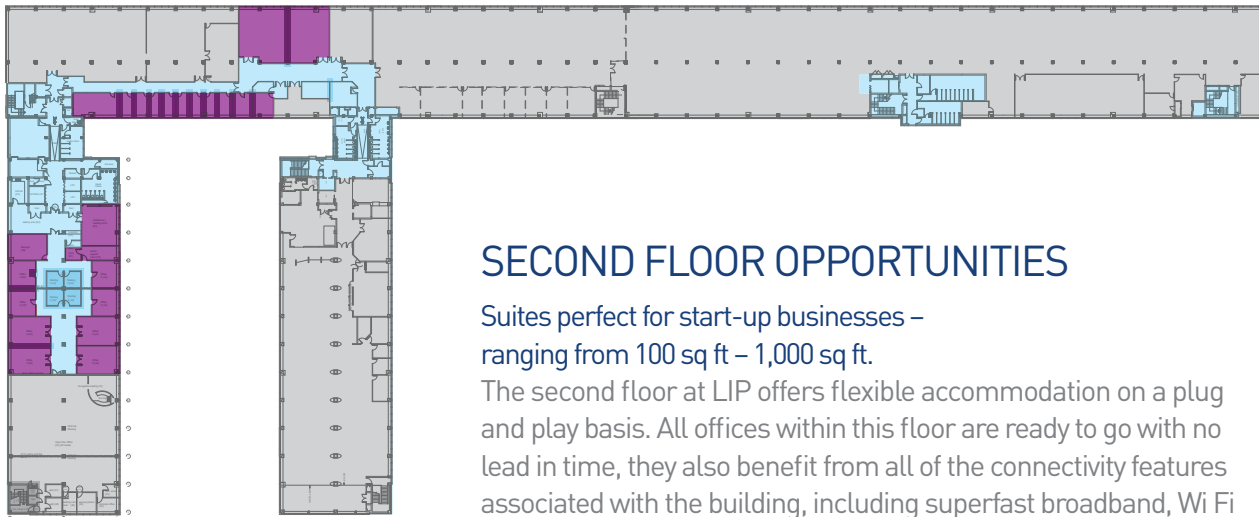 SECOND FLOOR OPPORTUNITIES
Suites perfect for start-up businesses –
ranging from 100 sq ft – 1,000 sq ft.
The second floor at LIP offers flexible accommodation on a plug
and play basis. All offices within this floor are ready to go with no
lead in time, they also benefit from all of the connectivity features
associated with the building, including superfast broadband, Wi Fi